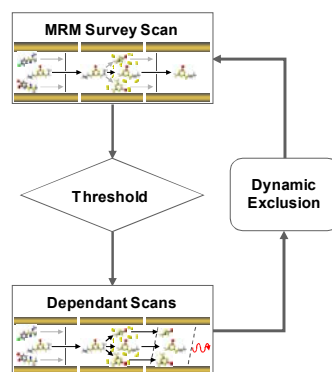 MRM Survey Scan
Threshold
Dynamic
Exclusion
Dependant Scans